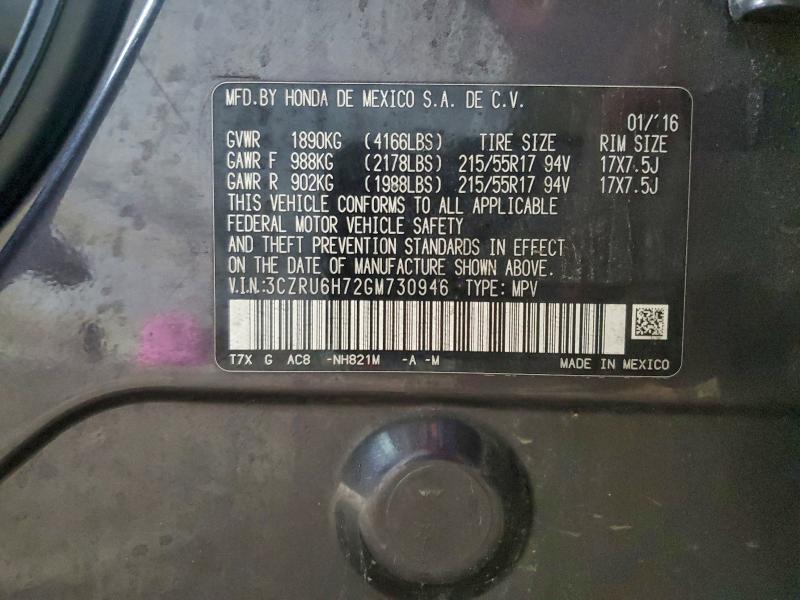 MFD.BY HONDA DE MEXICO S.A. DE C.V.
01/'16
GVWR 1890KG (4166LBS) TIRE SIZE RIM SIZE
GAWR F 988KG (2178LBS) 215/55R17 94V 17X7.5J
GAWR R 902KG (1988LBS) 215/55R17 94V 17X7.5J
THIS VEHICLE CONFORMS TO ALL APPLICABLE
FEDERAL MOTOR VEHICLE SAFETY
AND THEFT PREVENTION STANDARDS IN EFFECT
ON THE DATE OF MANUFACTURE SHOWN ABOVE.
V.I.N.:3CZRU6H72GM730946 TYPE: MPV
T7X G AC8 -NH821M -A -M
MADE IN MEXICO